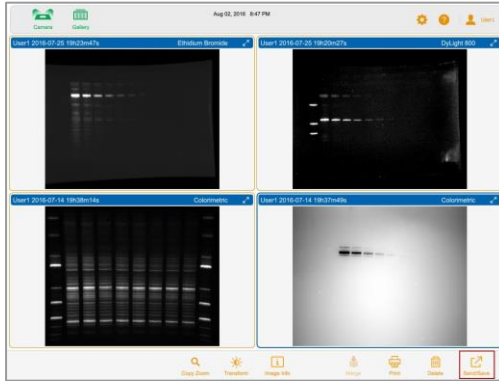 Camera Gallery Aug 02, 2016 8:47 PM User1
User1 2016-07-25 19h23m47s Ethidium Bromide
User1 2016-07-25 19h20m27s DyLight 800
User1 2016-07-14 19h38m14s Colorimetric
User1 2016-07-14 19h37m49s Colorimetric
Copy Zoom Transform Image Info Merge Print Delete Send/Save